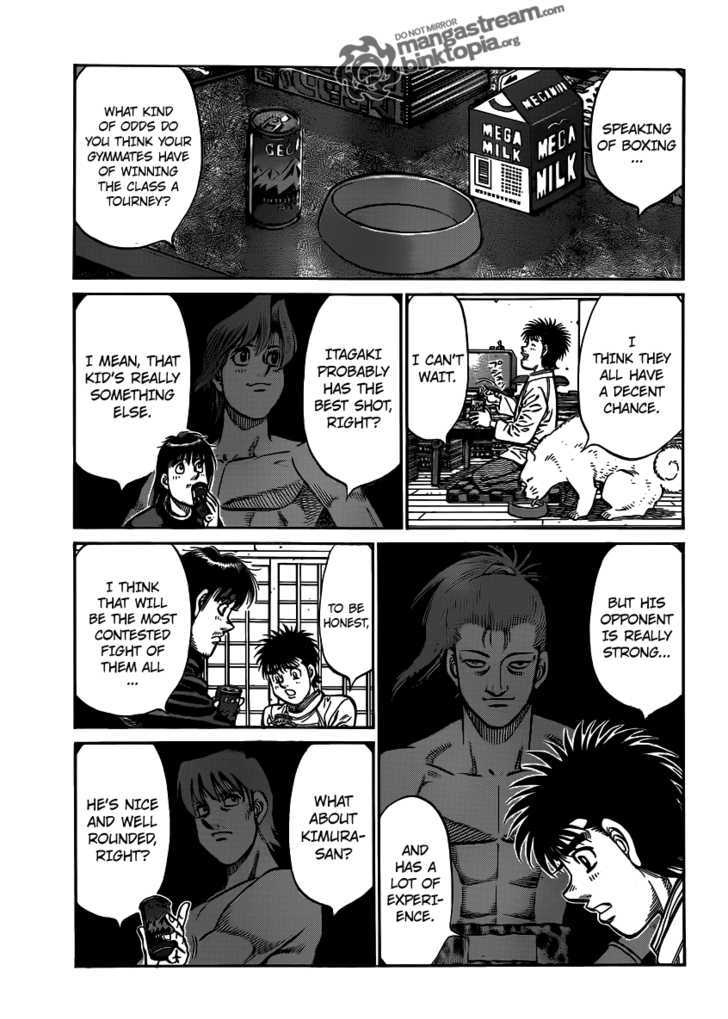 DO NOT MIRROR
mangastream.com
binktopia.org
SPEAKING
OF BOXING
...
MEGAMILK
MEGA
MILK
MEGA
MILK
GEO
WHAT KIND
OF ODDS DO
YOU THINK YOUR
GYMMATES HAVE
OF WINNING
THE CLASS A
TOURNEY?
I
THINK THEY
ALL HAVE
A DECENT
CHANCE.
I CAN'T
WAIT.
ITAGAKI
PROBABLY
HAS THE
BEST SHOT,
RIGHT?
I MEAN, THAT
KID'S REALLY
SOMETHING
ELSE.
BUT HIS
OPPONENT
IS REALLY
STRONG...
AND
HAS A
LOT OF
EXPERI-
ENCE.
TO BE
HONEST,
I THINK
THAT WILL
BE THE MOST
CONTESTED
FIGHT OF
THEM ALL
...
WHAT
ABOUT
KIMURA-
SAN?
HE'S NICE
AND WELL
ROUNDED,
RIGHT?